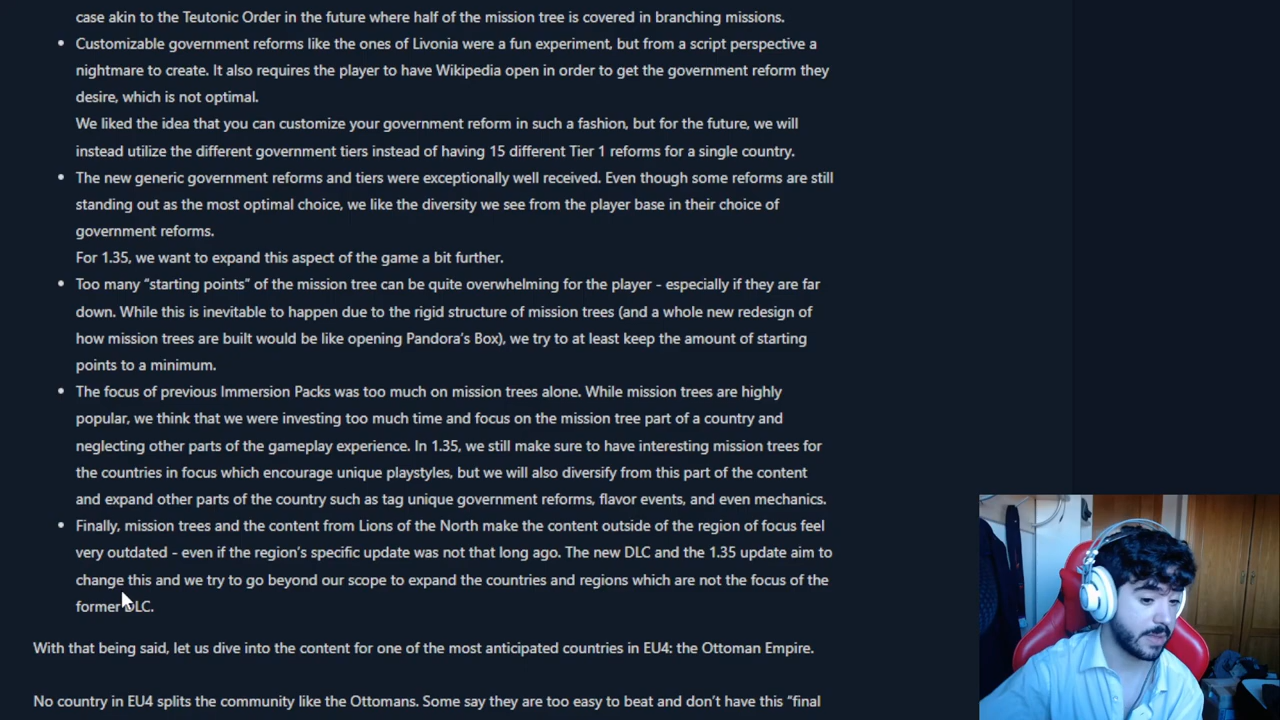 case akin to the Teutonic Order in the future where half of the mission tree is covered in branching missions.
Customizable government reforms like the ones of Livonia were a fun experiment, but from a script perspective a
nightmare to create. It also requires the player to have Wikipedia open in order to get the government reform they
desire, which is not optimal.
We liked the idea that you can customize your government reform in such a fashion, but for the future, we will
instead utilize the different government tiers instead of having 15 different Tier 1 reforms for a single country.
The new generic government reforms and tiers were exceptionally well received. Even though some reforms are still
standing out as the most optimal choice, we like the diversity we see from the player base in their choice of
government reforms.
For 1.35, we want to expand this aspect of the game a bit further.
Too many “starting points” of the mission tree can be quite overwhelming for the player - especially if they are far
down. While this is inevitable to happen due to the rigid structure of mission trees (and a whole new redesign of
how mission trees are built would be like opening Pandora’s Box), we try to at least keep the amount of starting
points to a minimum.
The focus of previous Immersion Packs was too much on mission trees alone. While mission trees are highly
popular, we think that we were investing too much time and focus on the mission tree part of a country and
neglecting other parts of the gameplay experience. In 1.35, we still make sure to have interesting mission trees for
the countries in focus which encourage unique playstyles, but we will also diversify from this part of the content
and expand other parts of the country such as tag unique government reforms, flavor events, and even mechanics.
Finally, mission trees and the content from Lions of the North make the content outside of the region of focus feel
very outdated - even if the region’s specific update was not that long ago. The new DLC and the 1.35 update aim to
change this and we try to go beyond our scope to expand the countries and regions which are not the focus of the
former DLC.
With that being said, let us dive into the content for one of the most anticipated countries in EU4: the Ottoman Empire.
No country in EU4 splits the community like the Ottomans. Some say they are too easy to beat and don’t have this “final